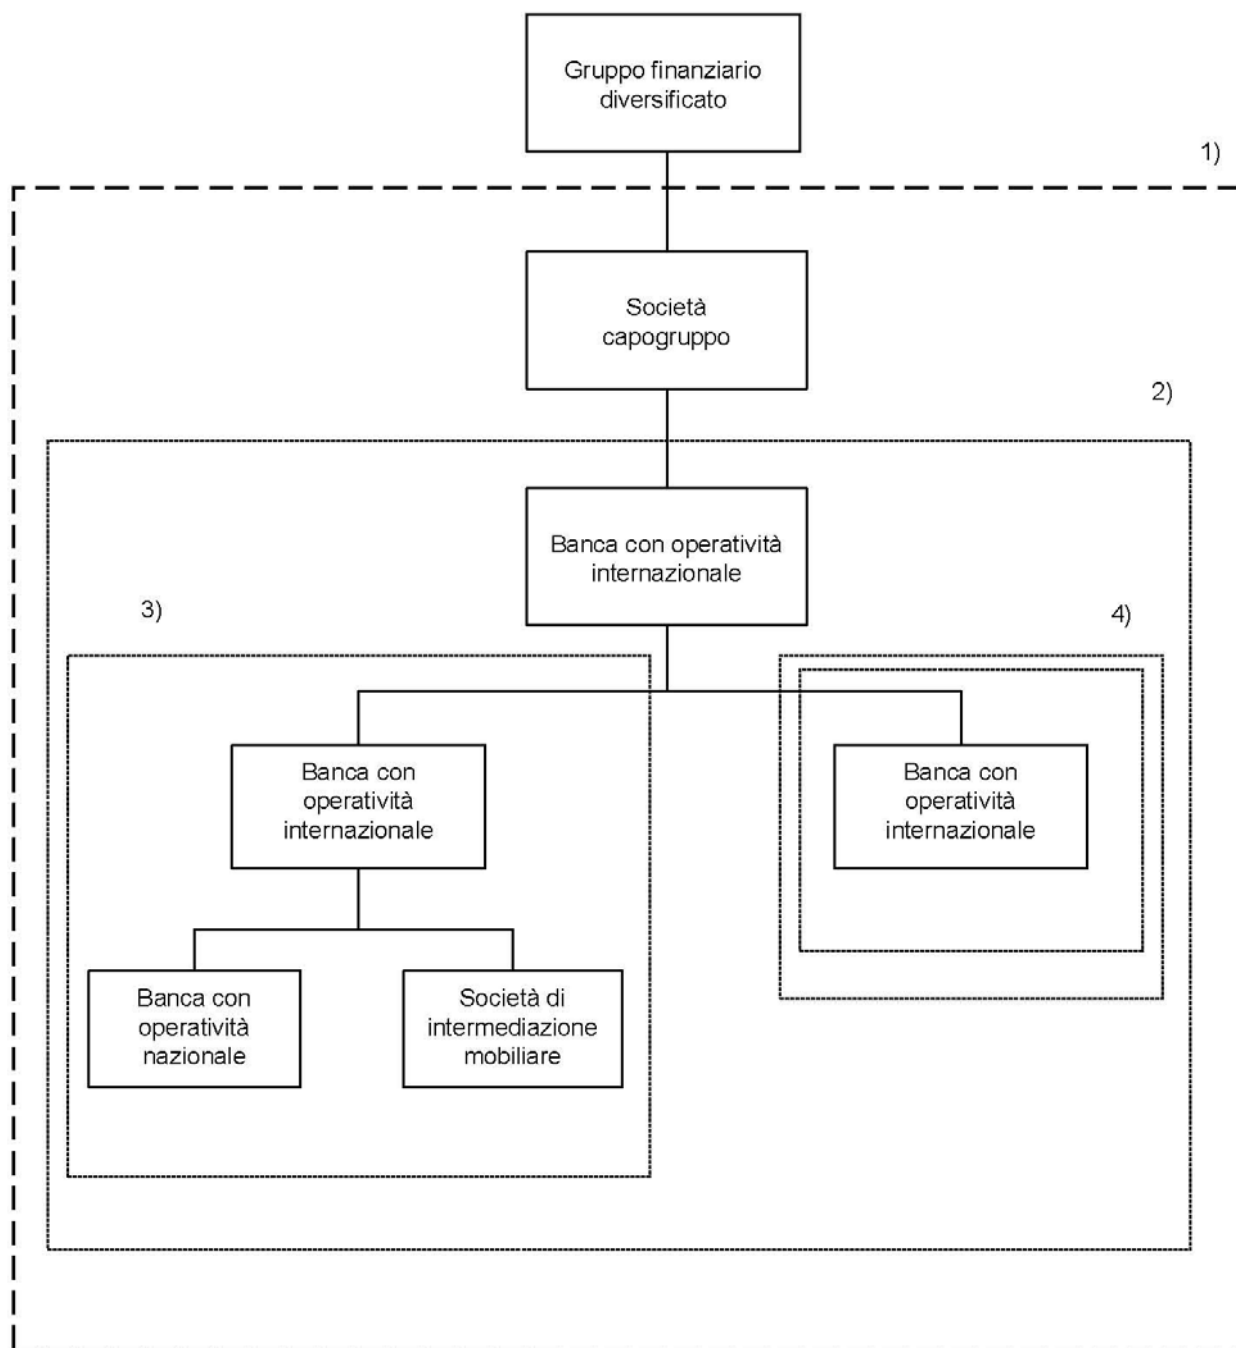 Gruppo finanziario
diversificato
1)
Società
capogruppo
2)
Banca con operatività
internazionale
3)
4)
Banca con
operatività
internazionale
Banca con
operatività
internazionale
Banca con
operatività
nazionale
Società di
intermediazione
mobiliare